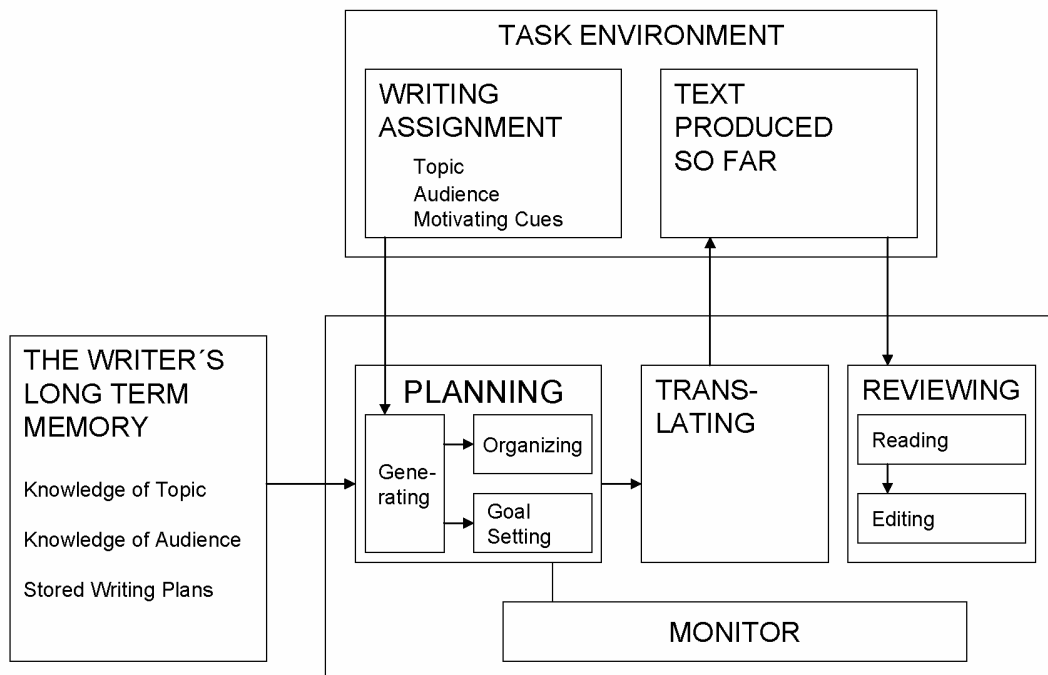 TASK ENVIRONMENT
WRITING
ASSIGNMENT
Topic
Audience
Motivating Cues
TEXT
PRODUCED
SO FAR
THE WRITER´S
LONG TERM
MEMORY
Knowledge of Topic
Knowledge of Audience
Stored Writing Plans
PLANNING
Gene-
rating
Organizing
Goal
Setting
TRANS-
LATING
REVIEWING
Reading
Editing
MONITOR